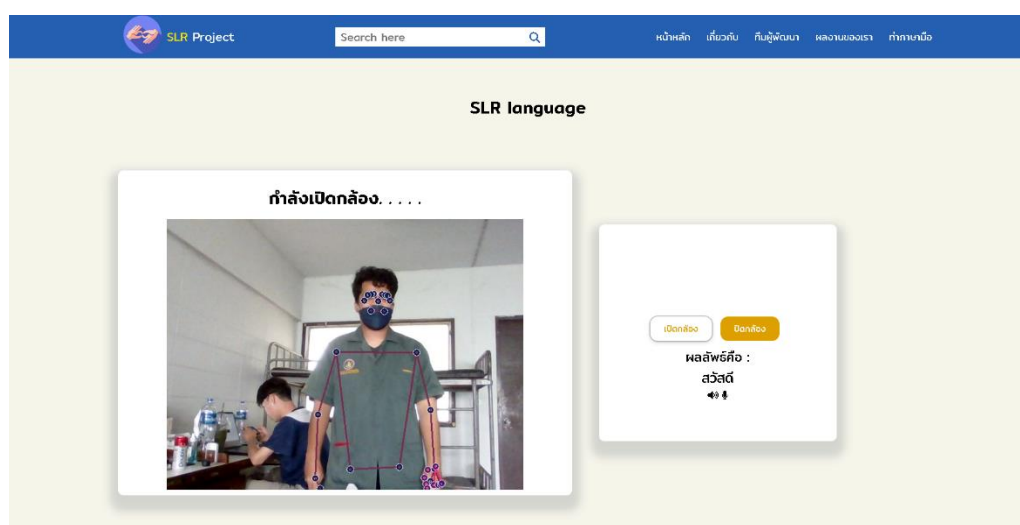 SLR Project
Search here
หน้าหลัก เกี่ยวกับ ทีมผู้พัฒนา ผลงานของเรา ท่าภาษามือ
SLR language
กำลังเปิดกล้อง. . . . .
เปิดกล้อง ปิดกล้อง
ผลลัพธ์คือ :
สวัสดี